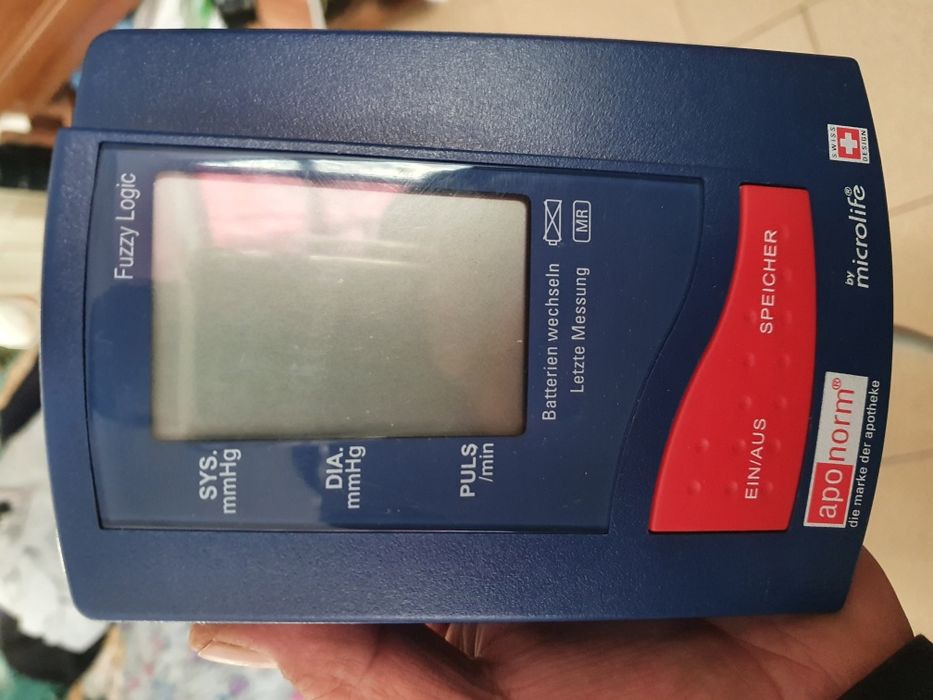 Fuzzy Logic
SYS.
mmHg
DIA.
mmHg
PULS
/min
Batterien wechseln
Letzte Messung MR
EIN/AUS
SPEICHER
aponorm®
die marke der apotheke
by
microlife®
SWISS
DESIGN